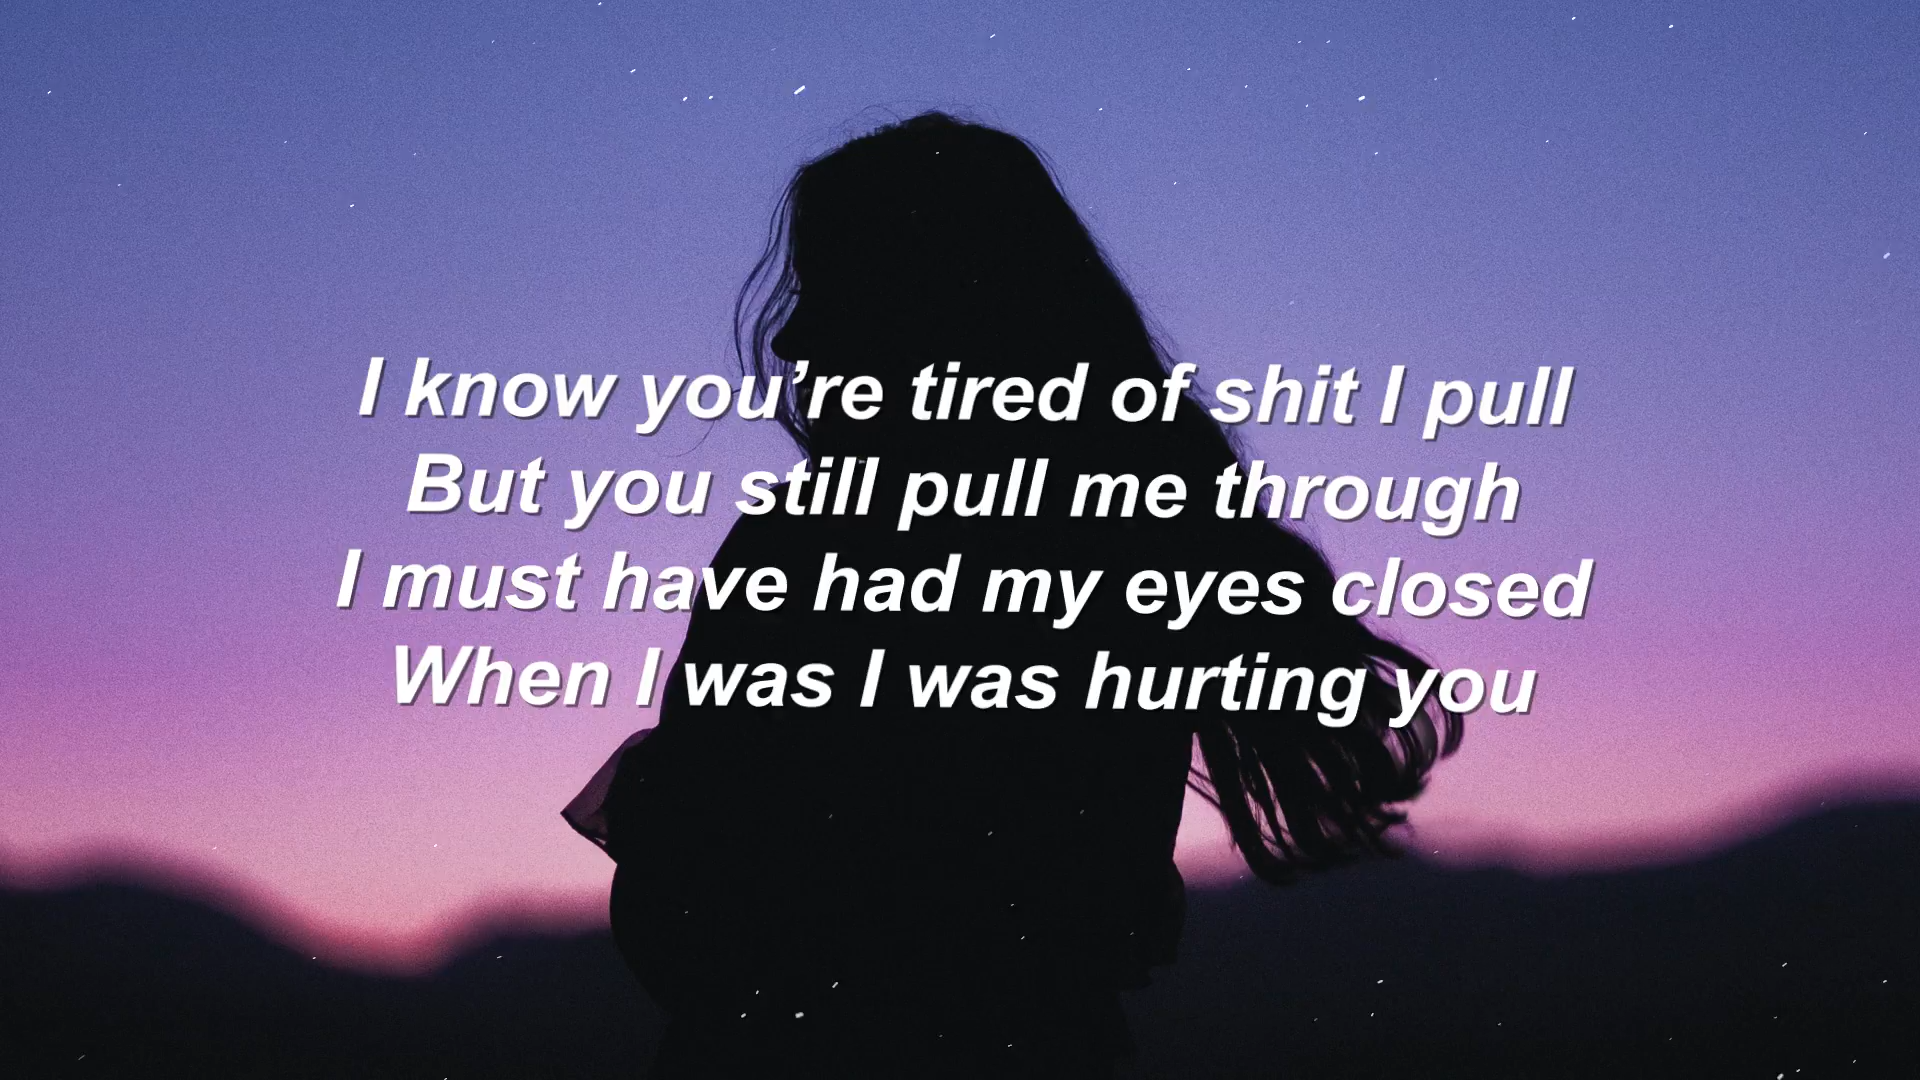 I know you’re tired of shit I pull
But you still pull me through
I must have had my eyes closed
When I was I was hurting you